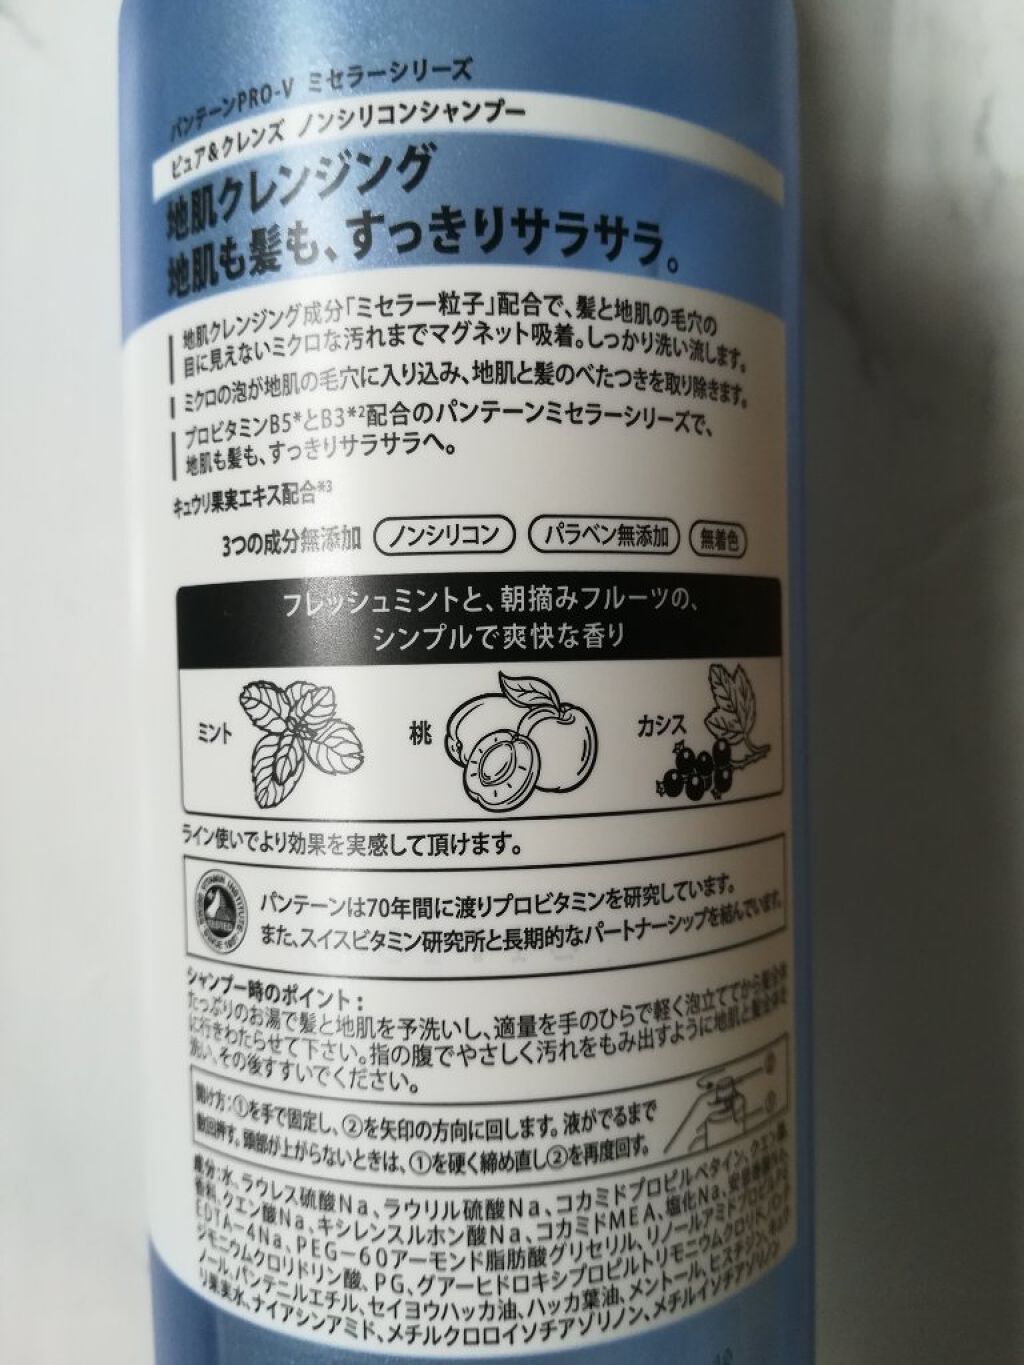 パンテーンPRO-V ミセラーシリーズ
ピュア&クレンズ ノンシリコンシャンプー
地肌クレンジング
地肌も髪も、すっきりサラサラ。
地肌クレンジング成分「ミセラー粒子」配合で、髪と地肌の毛穴の
目に見えないミクロな汚れまでマグネット吸着。しっかり洗い流します。
ミクロの泡が地肌の毛穴に入り込み、地肌と髪のべたつきを取り除きます。
プロビタミンB5*とB3*²配合のパンテーンミセラーシリーズで、
地肌も髪も、すっきりサラサラへ。
キュウリ果実エキス配合*³
3つの成分無添加 ノンシリコン パラベン無添加 無着色
フレッシュミントと、朝摘みフルーツの、
シンプルで爽快な香り
ミント 桃 カシス
ライン使いでより効果を実感して頂けます。
パンテーンは70年間に渡りプロビタミンを研究しています。
また、スイスビタミン研究所と長期的なパートナーシップを結んでいます。
シャンプー時のポイント:
たっぷりのお湯で髪と地肌を予洗いし、適量を手のひらで軽く泡立ててから髪全体
に行きわたらせて下さい。指の腹でやさしく汚れをもみ出すように地肌と髪全体を
洗い、その後すすいでください。
開け方:①を手で固定し、②を矢印の方向に回します。液がでるまで
数回押す。頭部が上がらないときは、①を硬く締め直し②を再度回す。
② ①
成分:水、ラウレス硫酸Na、ラウリル硫酸Na、コカミドプロピルベタイン、クエン酸、
香料、クエン酸Na、キシレンスルホン酸Na、コカミドMEA、塩化Na、安息香酸Na、
EDTA-4Na、PEG-60アーモンド脂肪酸グリセリル、リノールアミドプロピルPG
ジモニウムクロリドリン酸、PG、グアーヒドロキシプロピルトリモニウムクロリド、パンテ
ノール、パンテニルエチル、セイヨウハッカ油、ハッカ葉油、メントール、ヒスチジン、キュウ
リ果実水、ナイアシンアミド、メチルクロロイソチアゾリノン、メチルイソチアゾリノン